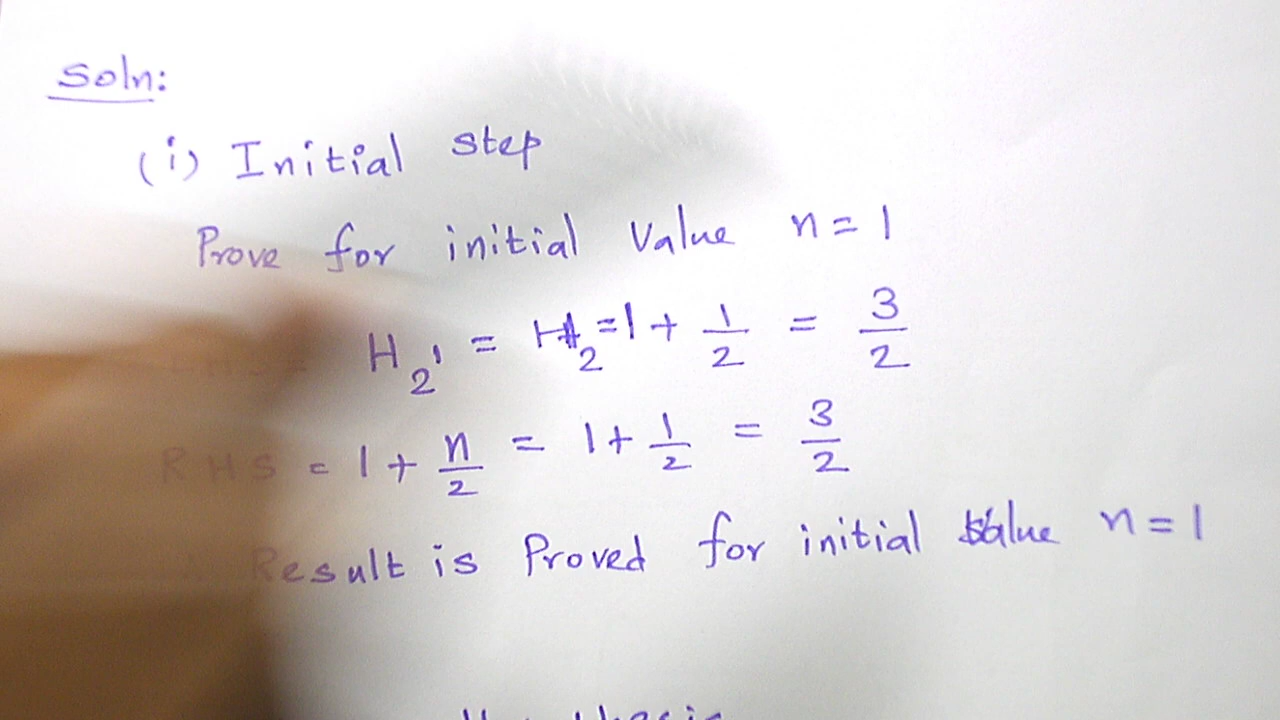 Soln:
(i) Initial step
Prove for initial value n = 1
H_{2^1} = H_2 = 1 + 1/2 = 3/2
RHS = 1 + n/2 = 1 + 1/2 = 3/2
Result is Proved for initial value n = 1